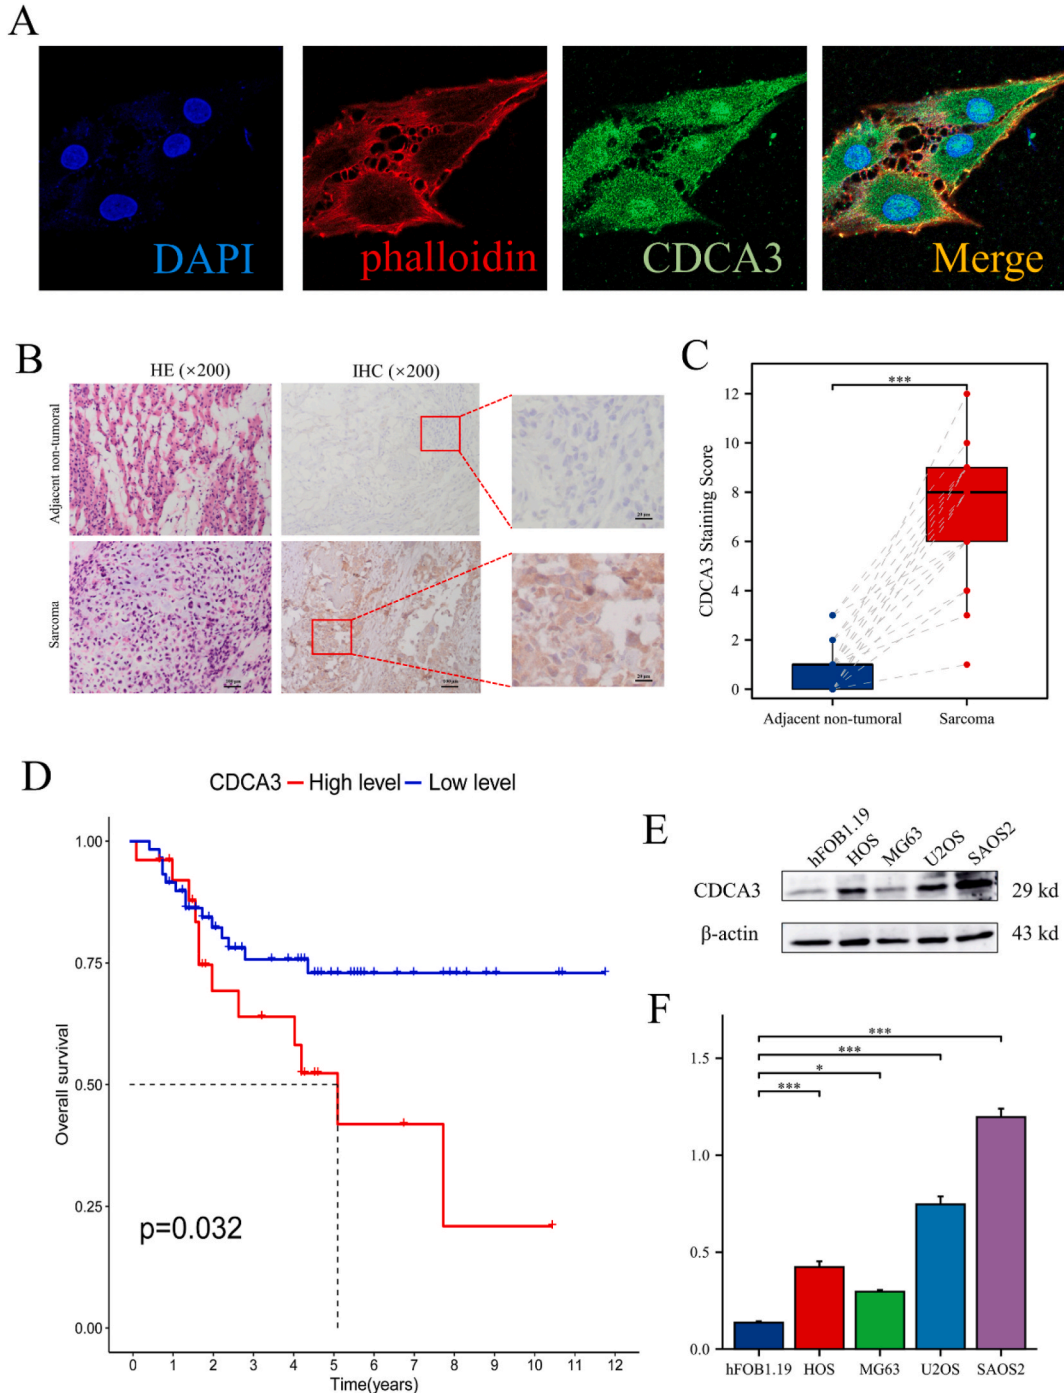 A
DAPI
phalloidin
CDCA3
Merge
B
HE (×200)
IHC (×200)
Adjacent non-tumoral
Sarcoma
25 μm
25 μm
C
***
CDCA3 Staining Score
12
10
8
6
4
2
0
Adjacent non-tumoral
Sarcoma
D
CDCA3 High level Low level
Overall survival
1.00
0.75
0.50
0.25
0.00
p=0.032
0 1 2 3 4 5 6 7 8 9 10 11 12
Time(years)
E
hFOB1.19
HOS
MG63
U2OS
SAOS2
CDCA3
29 kd
β-actin
43 kd
F
***
***
*
***
1.5
1.0
0.5
0.0
hFOB1.19 HOS MG63 U2OS SAOS2